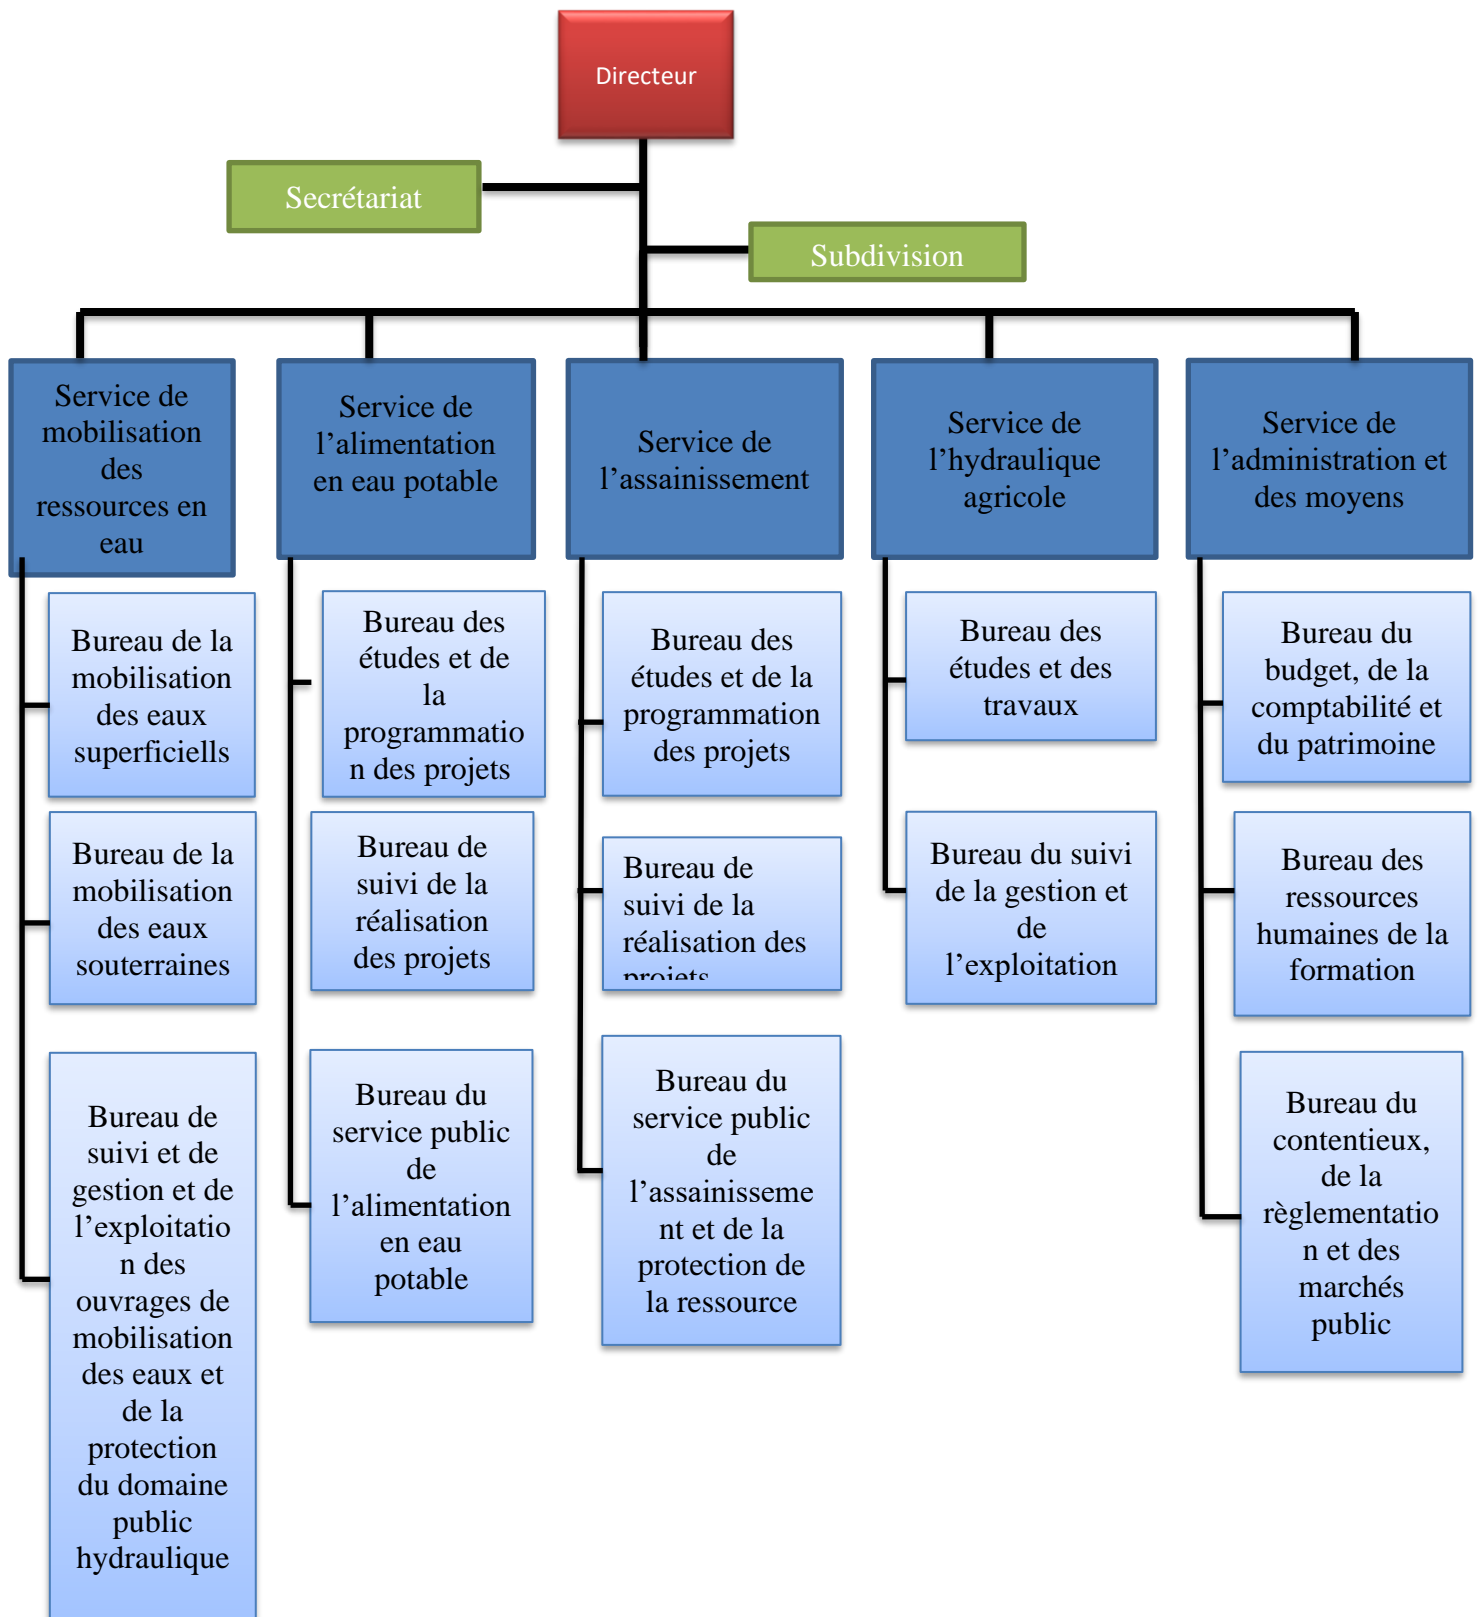 Directeur
Secrétariat
Subdivision
Service de
mobilisation
des
ressources en
eau
Service de
l’alimentation
en eau potable
Service de
l’assainissement
Service de
l’hydraulique
agricole
Service de
l’administration et
des moyens
Bureau de la
mobilisation
des eaux
superficiells
Bureau des
études et de
la
programmatio
n des projets
Bureau des
études et de la
programmation
des projets
Bureau des
études et des
travaux
Bureau du
budget, de la
comptabilité et
du patrimoine
Bureau de la
mobilisation
des eaux
souterraines
Bureau de
suivi de la
réalisation
des projets
Bureau de
suivi de la
réalisation des
projets
Bureau du suivi
de la gestion et
de
l’exploitation
Bureau des
ressources
humaines de la
formation
Bureau de
suivi et de
gestion et de
l’exploitatio
n des
ouvrages de
mobilisation
des eaux et
de la
protection
du domaine
public
hydraulique
Bureau du
service public
de
l’alimentation
en eau
potable
Bureau du
service public
de
l’assainisseme
nt et de la
protection de
la ressource
Bureau du
contentieux,
de la
règlementatio
n et des
marchés
public